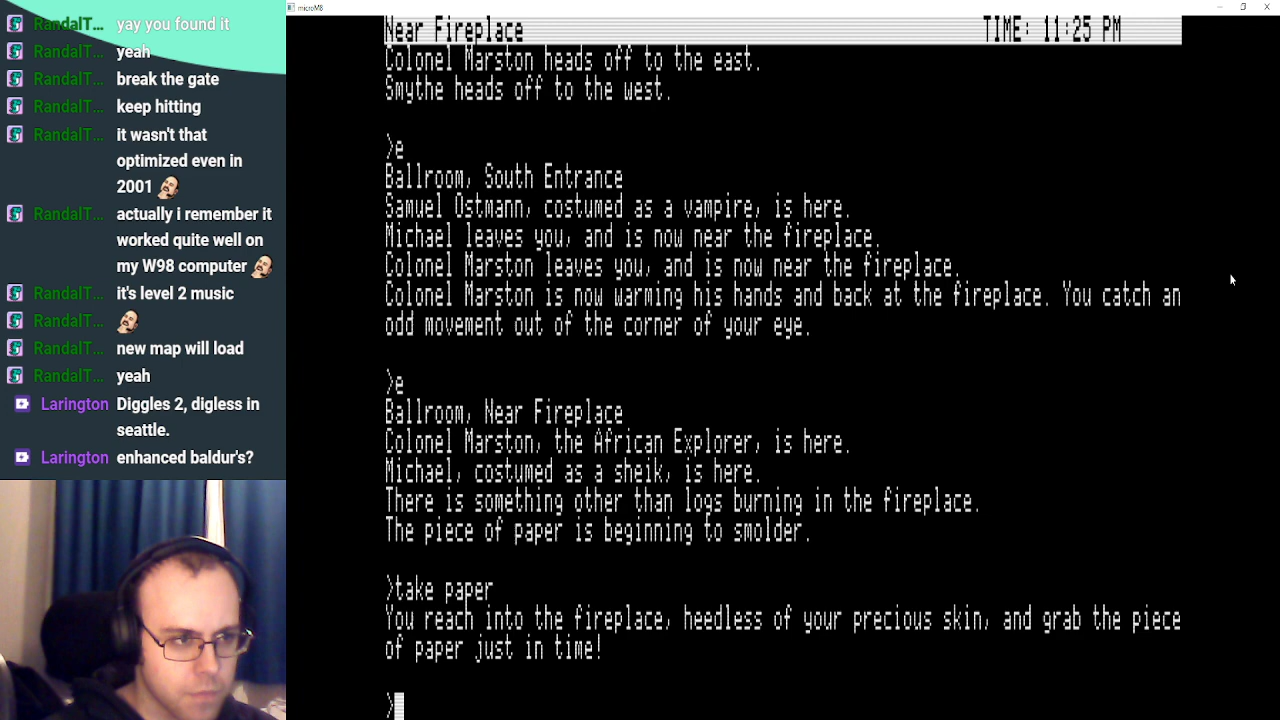 RandalT... yay you found it
RandalT... yeah
RandalT... break the gate
RandalT... keep hitting
RandalT... it wasn't that
optimized even in
2001
RandalT... actually i remember it
worked quite well on
my W98 computer
RandalT... it's level 2 music
RandalT...
RandalT... new map will load
RandalT... yeah
Larington Diggles 2, digless in
seattle.
Larington enhanced baldur's?
microM8
Near Fireplace TIME: 11:25 PM
Colonel Marston heads off to the east.
Smythe heads off to the west.
>e
Ballroom, South Entrance
Samuel Ostmann, costumed as a vampire, is here.
Michael leaves you, and is now near the fireplace.
Colonel Marston leaves you, and is now near the fireplace.
Colonel Marston is now warming his hands and back at the fireplace. You catch an
odd movement out of the corner of your eye.
>e
Ballroom, Near Fireplace
Colonel Marston, the African Explorer, is here.
Michael, costumed as a sheik, is here.
There is something other than logs burning in the fireplace.
The piece of paper is beginning to smolder.
>take paper
You reach into the fireplace, heedless of your precious skin, and grab the piece
of paper just in time!
>